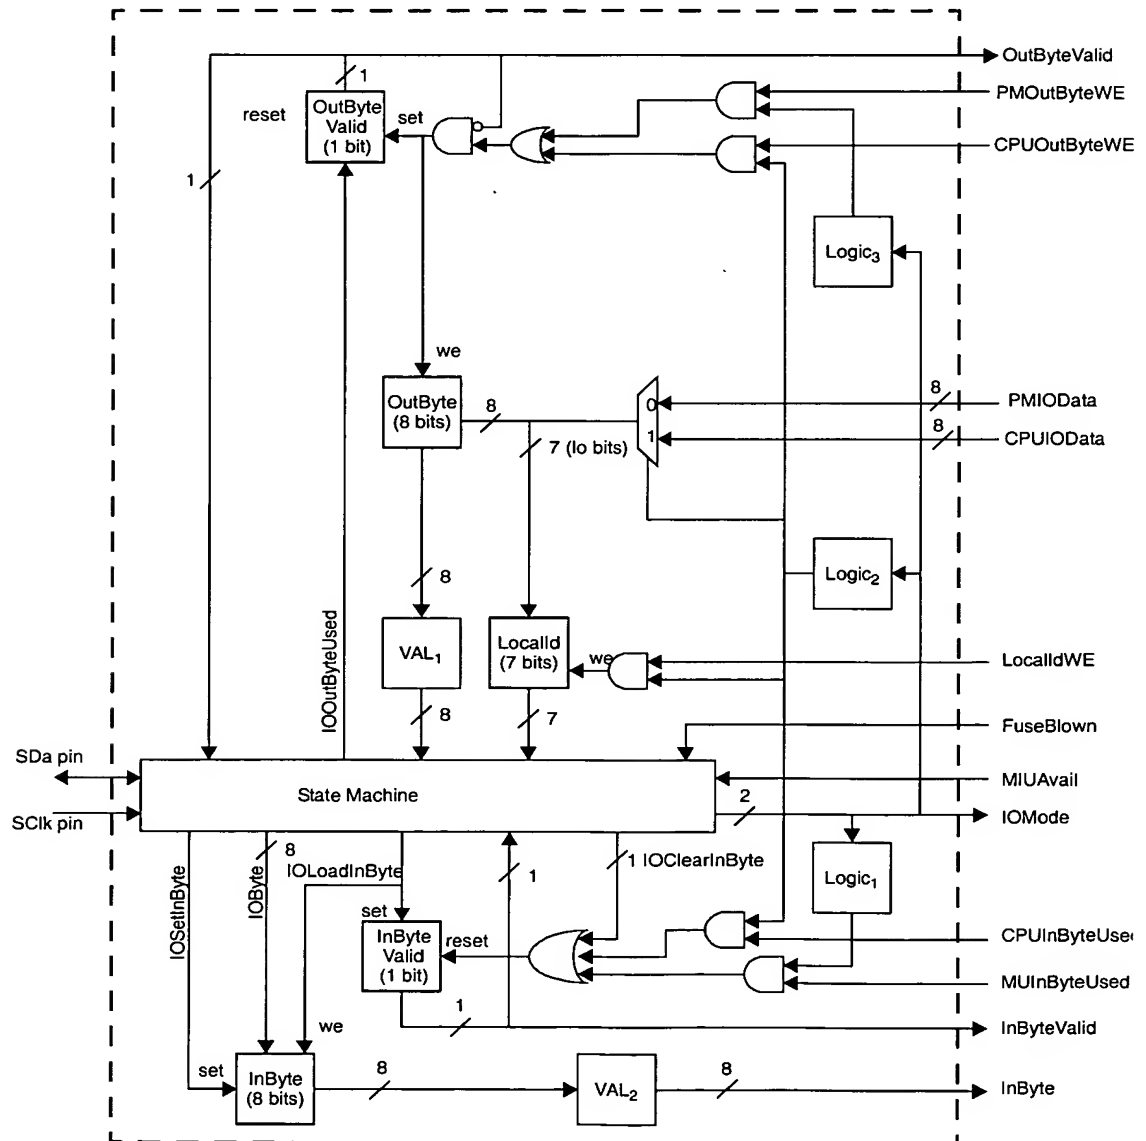 OutByteValid
1
PMOutByteWE
reset
OutByte
Valid
(1 bit)
set
CPUOutByteWE
1
Logic3
we
OutByte
(8 bits)
8
0
8
PMIOData
1
8
CPUIOData
7 (lo bits)
Logic2
8
IOOutByteUsed
VAL1
LocalId
(7 bits)
we
LocalIdWE
8
7
FuseBlown
SDa pin
MIUAvail
State Machine
2
IOMode
SClk pin
IOSetInByte
IOByte
8
IOLoadInByte
1
1 IOClearInByte
Logic1
set
InByte
Valid
(1 bit)
reset
CPUInByteUsed
MUInByteUsed
1
InByteValid
we
set
InByte
(8 bits)
8
VAL2
8
InByte